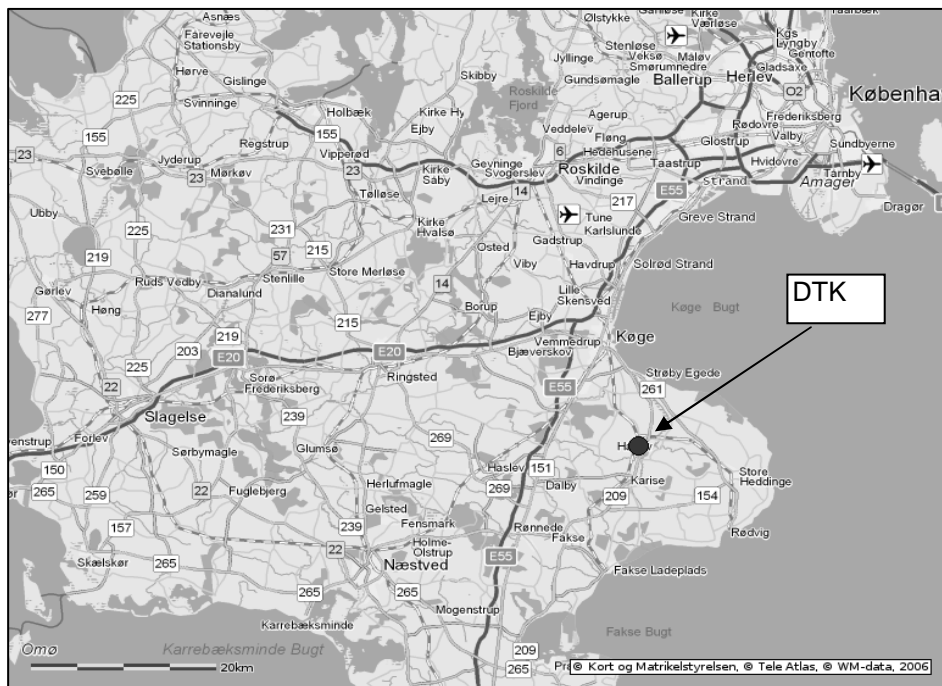 Asnæs
Ølstykke
Ganløse
Kirke
Værløse
Taarbæk
Farevejle
Stationsby
Stenløse
Kgs
Lyngby
Jyllinge
Veksø
Måløv
Gentofte
Hørve
Gislinge
Skibby
Smørumnedre
Gladsaxe
Gundsømagle
Ballerup
Herlev
225
Svinninge
Roskilde
Fjord
O2
København
Holbæk
Kirke Hy
Agerup
Frederiksberg
155
Regstrup
155
Ejby
Veddelev
Fløng
Rødovre
Valby
Sundbyerne
23
Jyderup
Vipperød
Gevninge
6
Hedehusene
Glostrup
Svebølle
Mørkøv
23
23
Kirke
Såby
Svogerslev
Roskilde
Taastrup
Hvidovre
Tårnby
Tølløse
14
Vindinge
E55
Strand
Amager
Ubby
Lejre
217
Dragør
225
231
Kirke
Hvalsø
Tune
Karlslunde
Greve Strand
219
57
215
Osted
Gadstrup
Stenlille
Store Merløse
Viby
Havdrup
Solrød Strand
Gørlev
Ruds Vedby
Dianalund
14
Lille
Skensved
DTK
277
Høng
Borup
Køge Bugt
215
Ejby
203
219
Vemmedrup
Køge
E20
E20
Bjæverskov
225
Sorø
Ringsted
Strøby Egede
22
Frederiksberg
E55
261
Slagelse
239
Forlev
269
Sørbymagle
Glumsø
Haslev
151
Store
Heddinge
150
Karise
265
259
22
Fuglebjerg
Herlufmagle
269
Dalby
209
154
Gelsted
157
239
Fensmark
Rønnede
Rødvig
22
Holme-
Olstrup
Fakse
Skælskør
265
Næstved
E55
Fakse Ladeplads
265
265
Mogenstrup
Karrebæksminde
Fakse Bugt
Omø
Karrebæksminde Bugt
209
20km
265
© Kort og Matrikelstyrelsen, © Tele Atlas, © WM-data, 2006